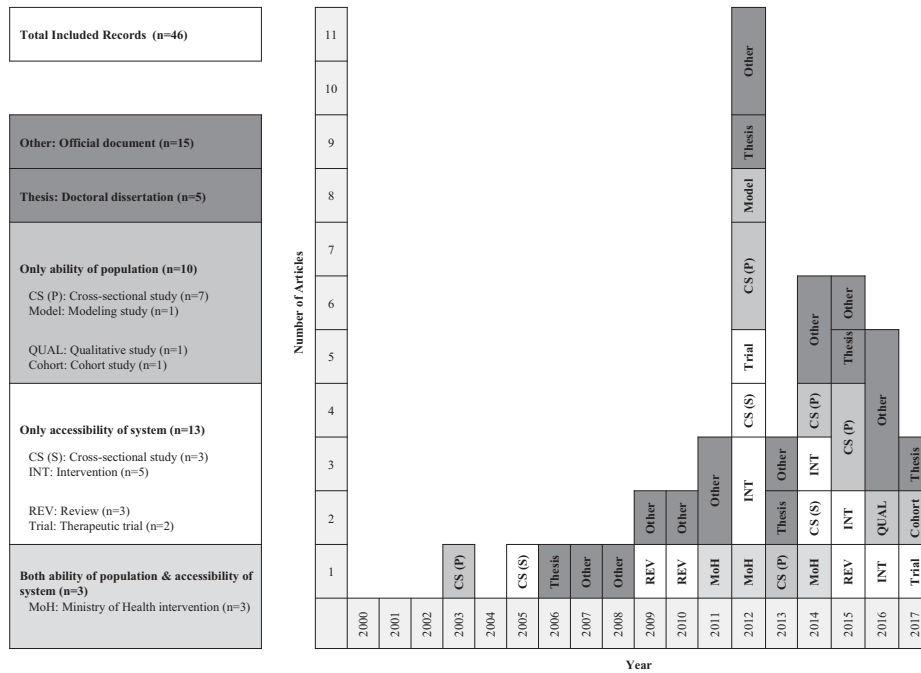 Total Included Records (n=46)
Other: Official document (n=15)
Thesis: Doctoral dissertation (n=5)
Only ability of population (n=10)
CS (P): Cross-sectional study (n=7)
Model: Modeling study (n=1)
QUAL: Qualitative study (n=1)
Cohort: Cohort study (n=1)
Only accessibility of system (n=13)
CS (S): Cross-sectional study (n=3)
INT: Intervention (n=5)
REV: Review (n=3)
Trial: Therapeutic trial (n=2)
Both ability of population & accessibility of
system (n=3)
MoH: Ministry of Health intervention (n=3)
Number of Articles
11
10
9
8
7
6
5
4
3
2
1
CS (P)
CS (S)
Thesis
Other
Other
Other
REV
Other
REV
Other
MoH
Other
Thesis
Model
CS (P)
Trial
CS (S)
INT
MoH
Other
Thesis
CS (P)
Other
CS (P)
INT
CS (S)
MoH
Other
Thesis
CS (P)
INT
REV
Other
QUAL
INT
Thesis
Cohort
Trial
2000
2001
2002
2003
2004
2005
2006
2007
2008
2009
2010
2011
2012
2013
2014
2015
2016
2017
Year